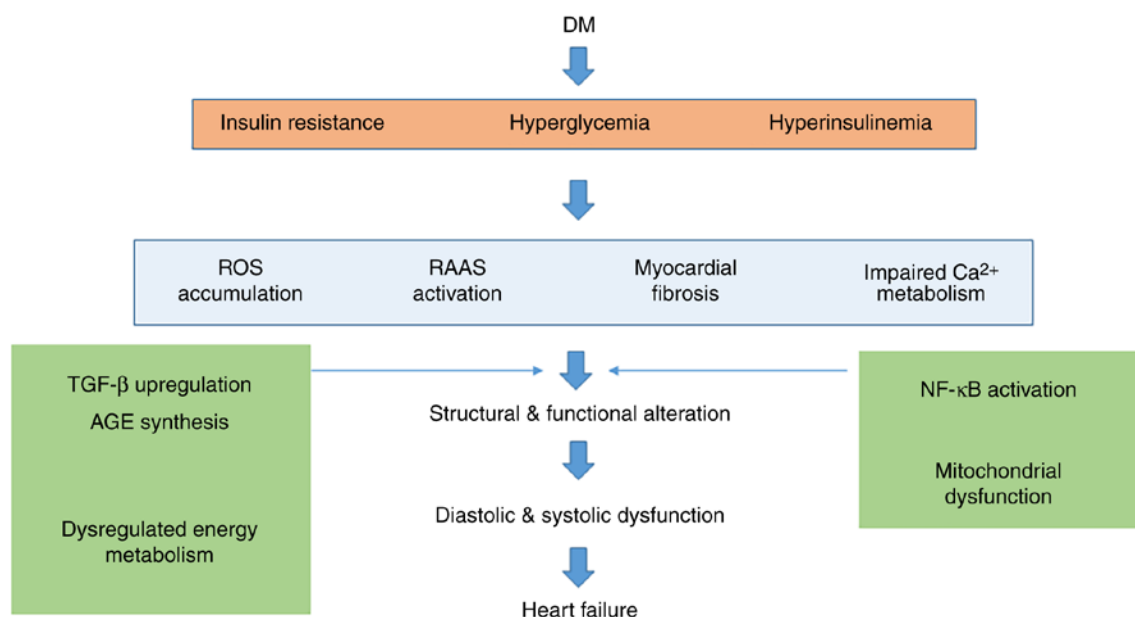 DM
Insulin resistance Hyperglycemia Hyperinsulinemia
ROS
accumulation
RAAS
activation
Myocardial
fibrosis
Impaired Ca²⁺
metabolism
TGF-β upregulation
AGE synthesis
Dysregulated energy
metabolism
NF-κB activation
Mitochondrial
dysfunction
Structural & functional alteration
Diastolic & systolic dysfunction
Heart failure